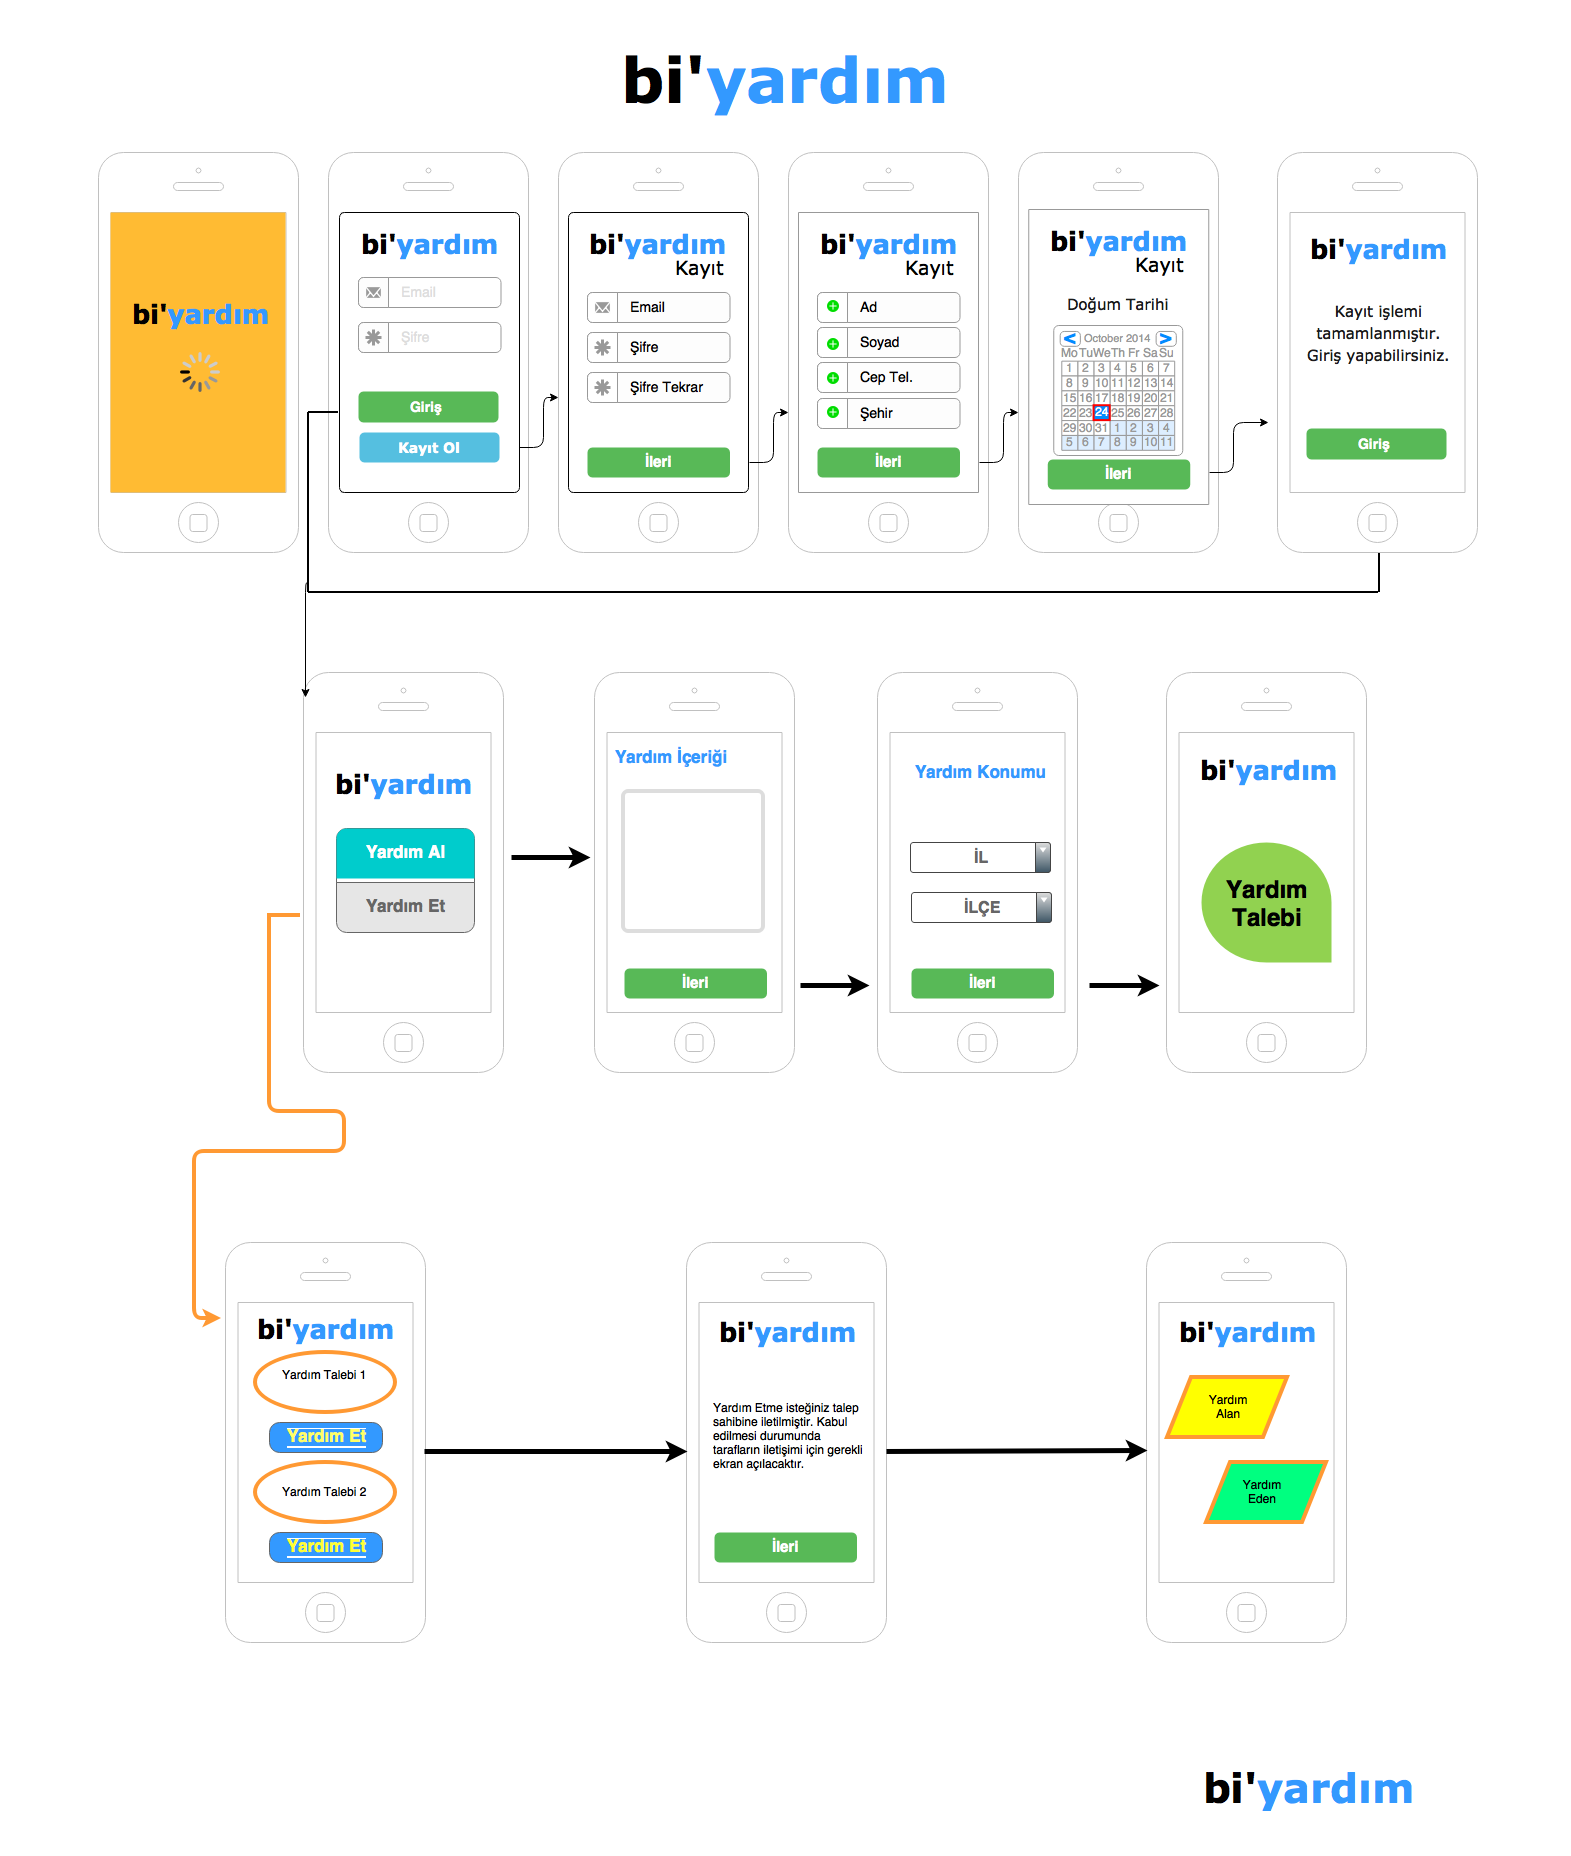 bi'yardım
bi'yardım
bi'yardım
Email
Şifre
Giriş
Kayıt Ol
bi'yardım
Kayıt
Email
Şifre
Şifre Tekrar
İleri
bi'yardım
Kayıt
Ad
Soyad
Cep Tel.
Şehir
İleri
bi'yardım
Kayıt
Doğum Tarihi
< October 2014 >
Mo Tu We Th Fr Sa Su
1 2 3 4 5 6 7
8 9 10 11 12 13 14
15 16 17 18 19 20 21
22 23 24 25 26 27 28
29 30 31 1 2 3 4
5 6 7 8 9 10 11
İleri
bi'yardım
Kayıt işlemi
tamamlanmıştır.
Giriş yapabilirsiniz.
Giriş
bi'yardım
Yardım Al
Yardım Et
Yardım İçeriği
İleri
Yardım Konumu
İL
İLÇE
İleri
bi'yardım
Yardım
Talebi
bi'yardım
Yardım Talebi 1
Yardım Et
Yardım Talebi 2
Yardım Et
bi'yardım
Yardım Etme isteğiniz talep
sahibine iletilmiştir. Kabul
edilmesi durumunda
tarafların iletişimi için gerekli
ekran açılacaktır.
İleri
bi'yardım
Yardım
Alan
Yardım
Eden
bi'yardım